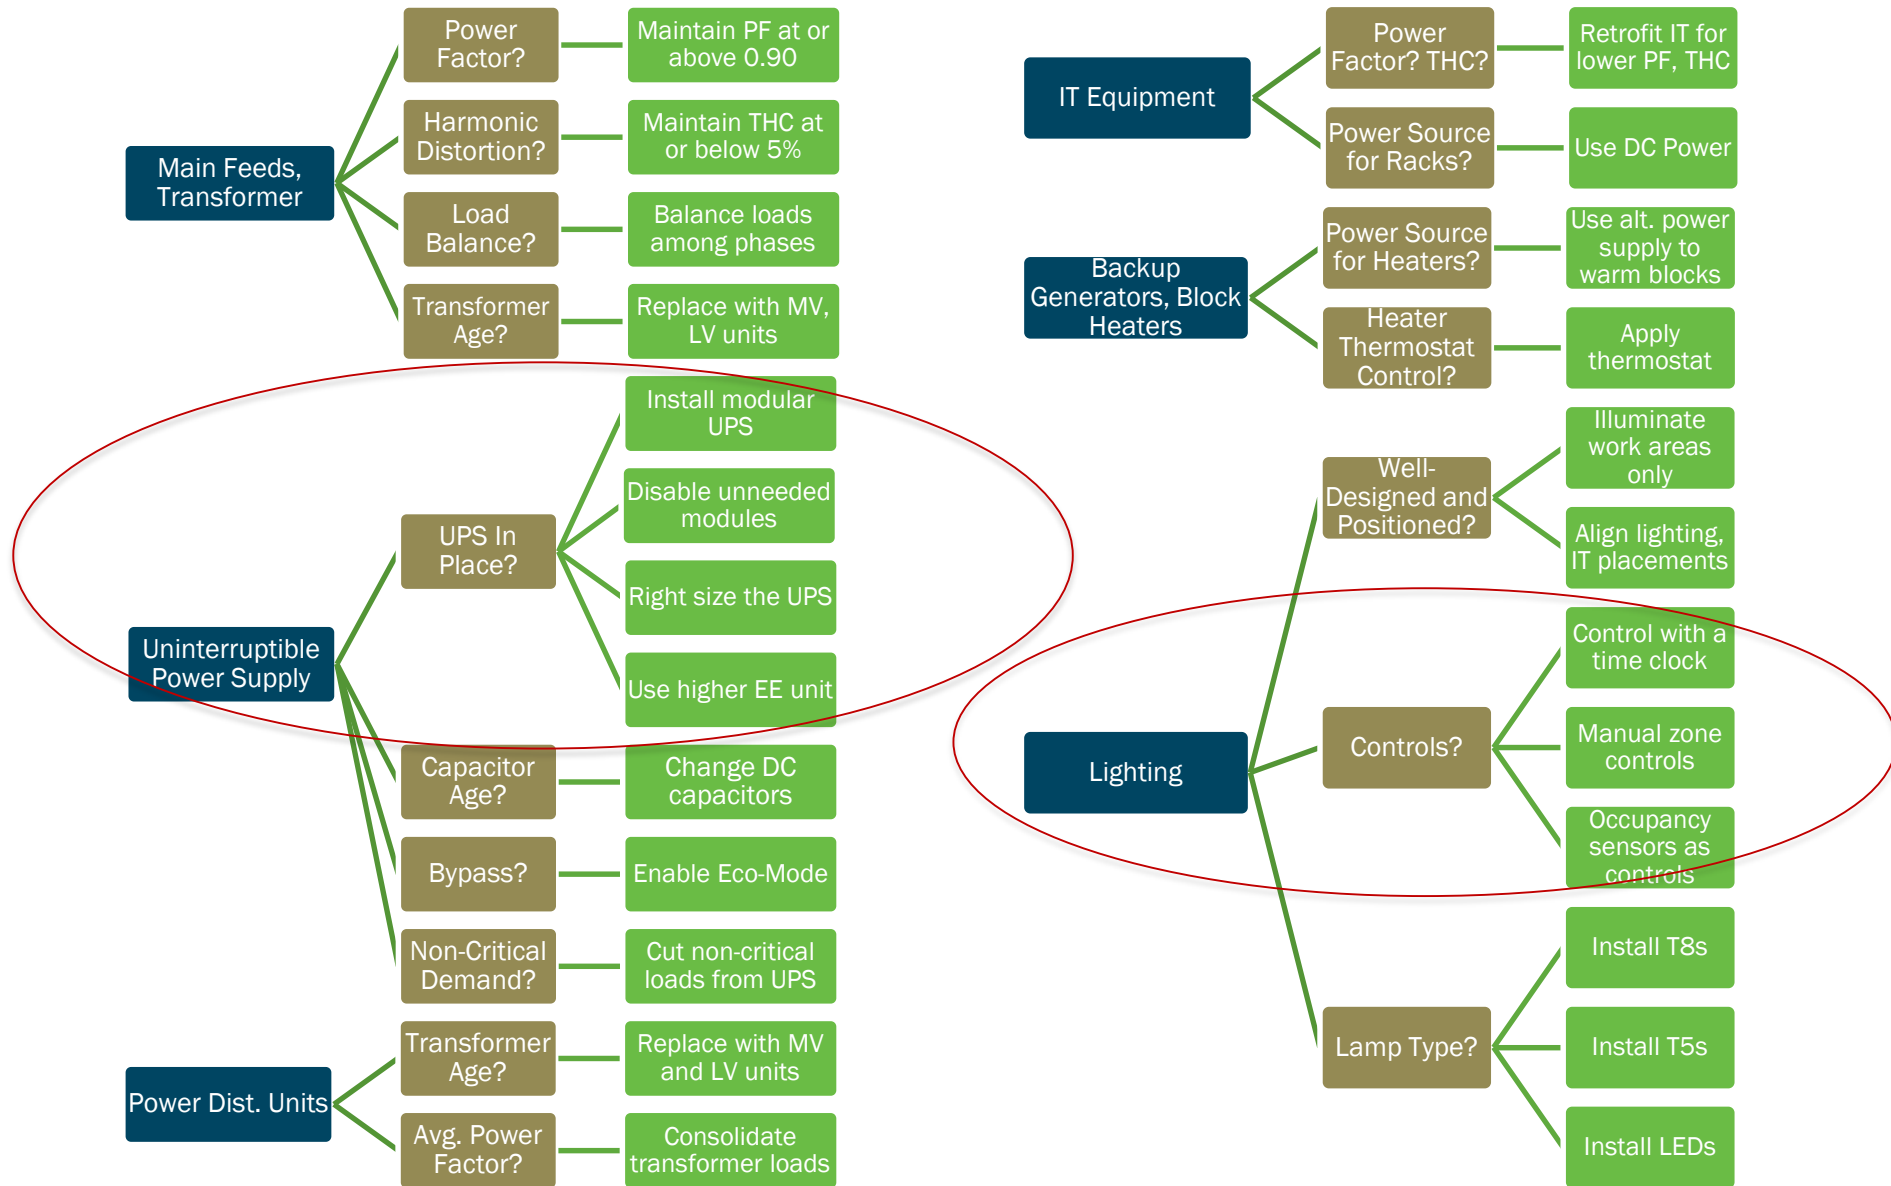 Main Feeds,
Transformer
Power
Factor?
Maintain PF at or
above 0.90
Harmonic
Distortion?
Maintain THC at
or below 5%
Load
Balance?
Balance loads
among phases
Transformer
Age?
Replace with MV,
LV units
Uninterruptible
Power Supply
UPS In
Place?
Install modular
UPS
Disable unneeded
modules
Right size the UPS
Use higher EE unit
Capacitor
Age?
Change DC
capacitors
Bypass?
Enable Eco-Mode
Non-Critical
Demand?
Cut non-critical
loads from UPS
Power Dist. Units
Transformer
Age?
Replace with MV
and LV units
Avg. Power
Factor?
Consolidate
transformer loads
IT Equipment
Power
Factor? THC?
Retrofit IT for
lower PF, THC
Power Source
for Racks?
Use DC Power
Backup
Generators, Block
Heaters
Power Source
for Heaters?
Use alt. power
supply to
warm blocks
Heater
Thermostat
Control?
Apply
thermostat
Lighting
Well-
Designed and
Positioned?
Illuminate
work areas
only
Align lighting,
IT placements
Controls?
Control with a
time clock
Manual zone
controls
Occupancy
sensors as
controls
Lamp Type?
Install T8s
Install T5s
Install LEDs